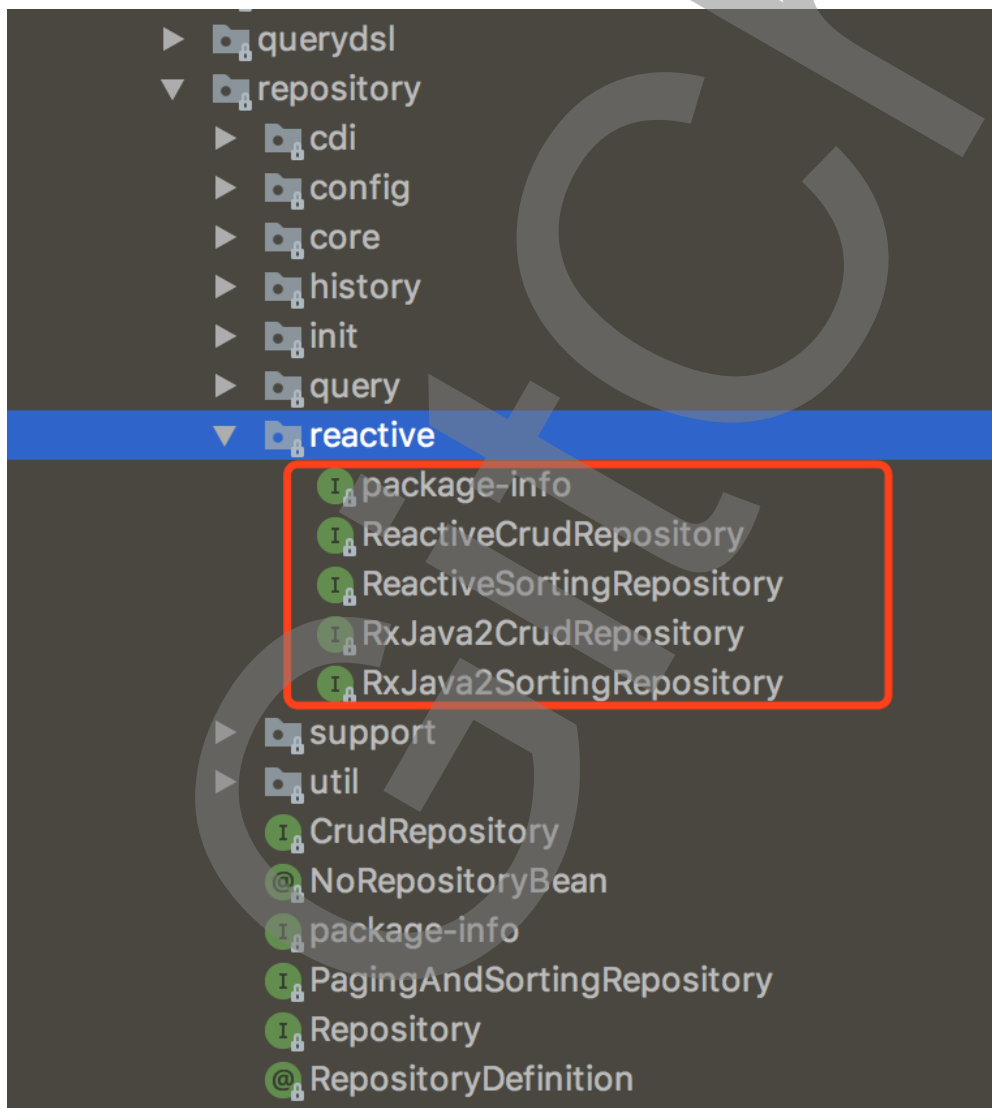 querydsl
repository
cdi
config
core
history
init
query
reactive
package-info
ReactiveCrudRepository
ReactiveSortingRepository
RxJava2CrudRepository
RxJava2SortingRepository
support
util
CrudRepository
NoRepositoryBean
package-info
PagingAndSortingRepository
Repository
RepositoryDefinition